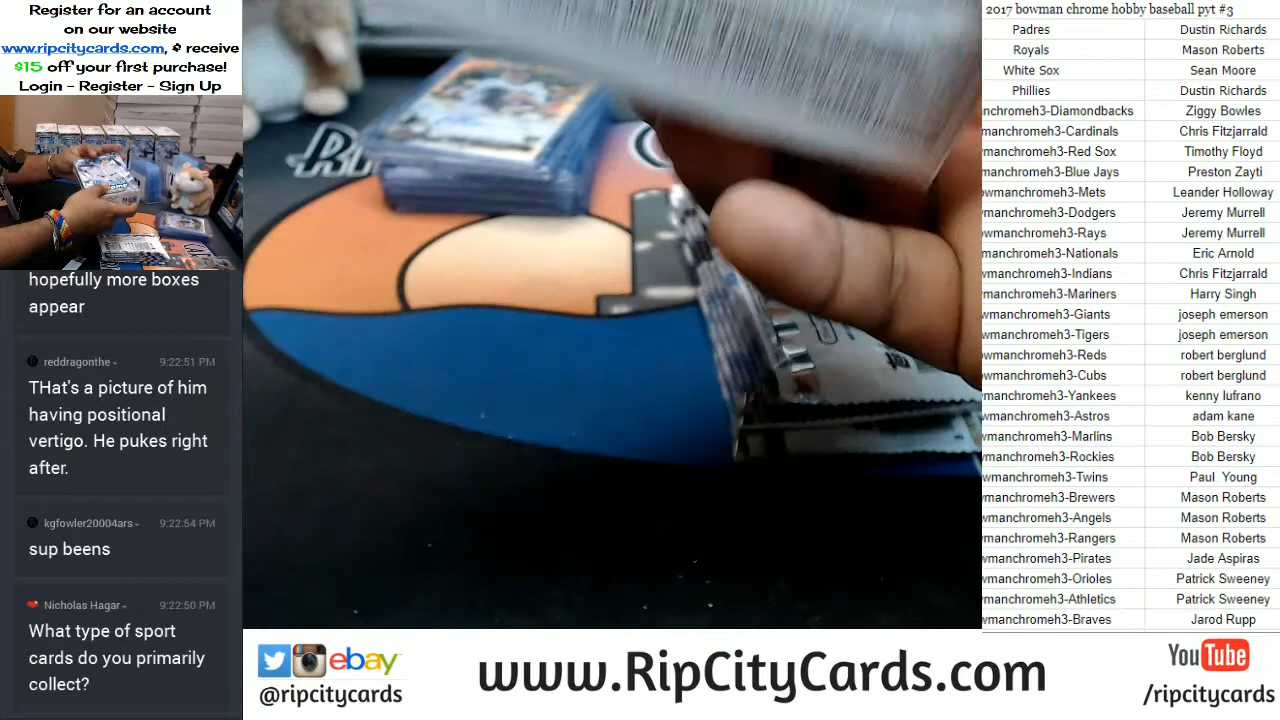 Register for an account
on our website
www.ripcitycards.com, & receive
$15 off your first purchase!
Login - Register - Sign Up
hopefully more boxes
appear
reddragonthe 9:22:51 PM
THat's a picture of him
having positional
vertigo. He pukes right
after.
kgfowler20004ars 9:22:54 PM
sup beens
Nicholas Hagar 9:22:50 PM
What type of sport
cards do you primarily
collect?
2017 bowman chrome hobby baseball pyt #3
Padres Dustin Richards
Royals Mason Roberts
White Sox Sean Moore
Phillies Dustin Richards
nchromeh3-Diamondbacks Ziggy Bowles
manchromeh3-Cardinals Chris Fitzjarrald
manchromeh3-Red Sox Timothy Floyd
manchromeh3-Blue Jays Preston Zayti
owmanchromeh3-Mets Leander Holloway
wmanchromeh3-Dodgers Jeremy Murrell
owmanchromeh3-Rays Jeremy Murrell
manchromeh3-Nationals Eric Arnold
wmanchromeh3-Indians Chris Fitzjarrald
wmanchromeh3-Mariners Harry Singh
wmanchromeh3-Giants joseph emerson
wmanchromeh3-Tigers joseph emerson
owmanchromeh3-Reds robert berglund
owmanchromeh3-Cubs robert berglund
wmanchromeh3-Yankees kenny lufrano
wmanchromeh3-Astros adam kane
wmanchromeh3-Marlins Bob Bersky
wmanchromeh3-Rockies Bob Bersky
wmanchromeh3-Twins Paul Young
wmanchromeh3-Brewers Mason Roberts
wmanchromeh3-Angels Mason Roberts
wmanchromeh3-Rangers Mason Roberts
wmanchromeh3-Pirates Jade Aspiras
wmanchromeh3-Orioles Patrick Sweeney
wmanchromeh3-Athletics Patrick Sweeney
wmanchromeh3-Braves Jarod Rupp
ebay
@ripcitycards
www.RipCityCards.com
YouTube
/ripcitycards